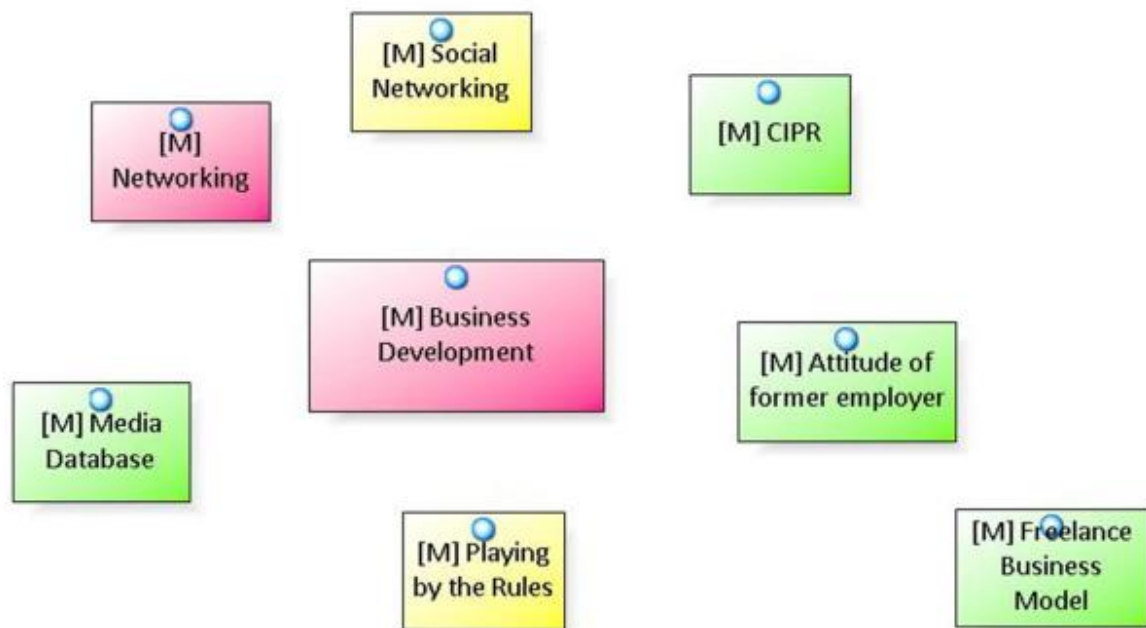 [M] Social
Networking
[M]
Networking
[M] CIPR
[M] Business
Development
[M] Attitude of
former employer
[M] Media
Database
[M] Playing
by the Rules
[M] Freelance
Business
Model